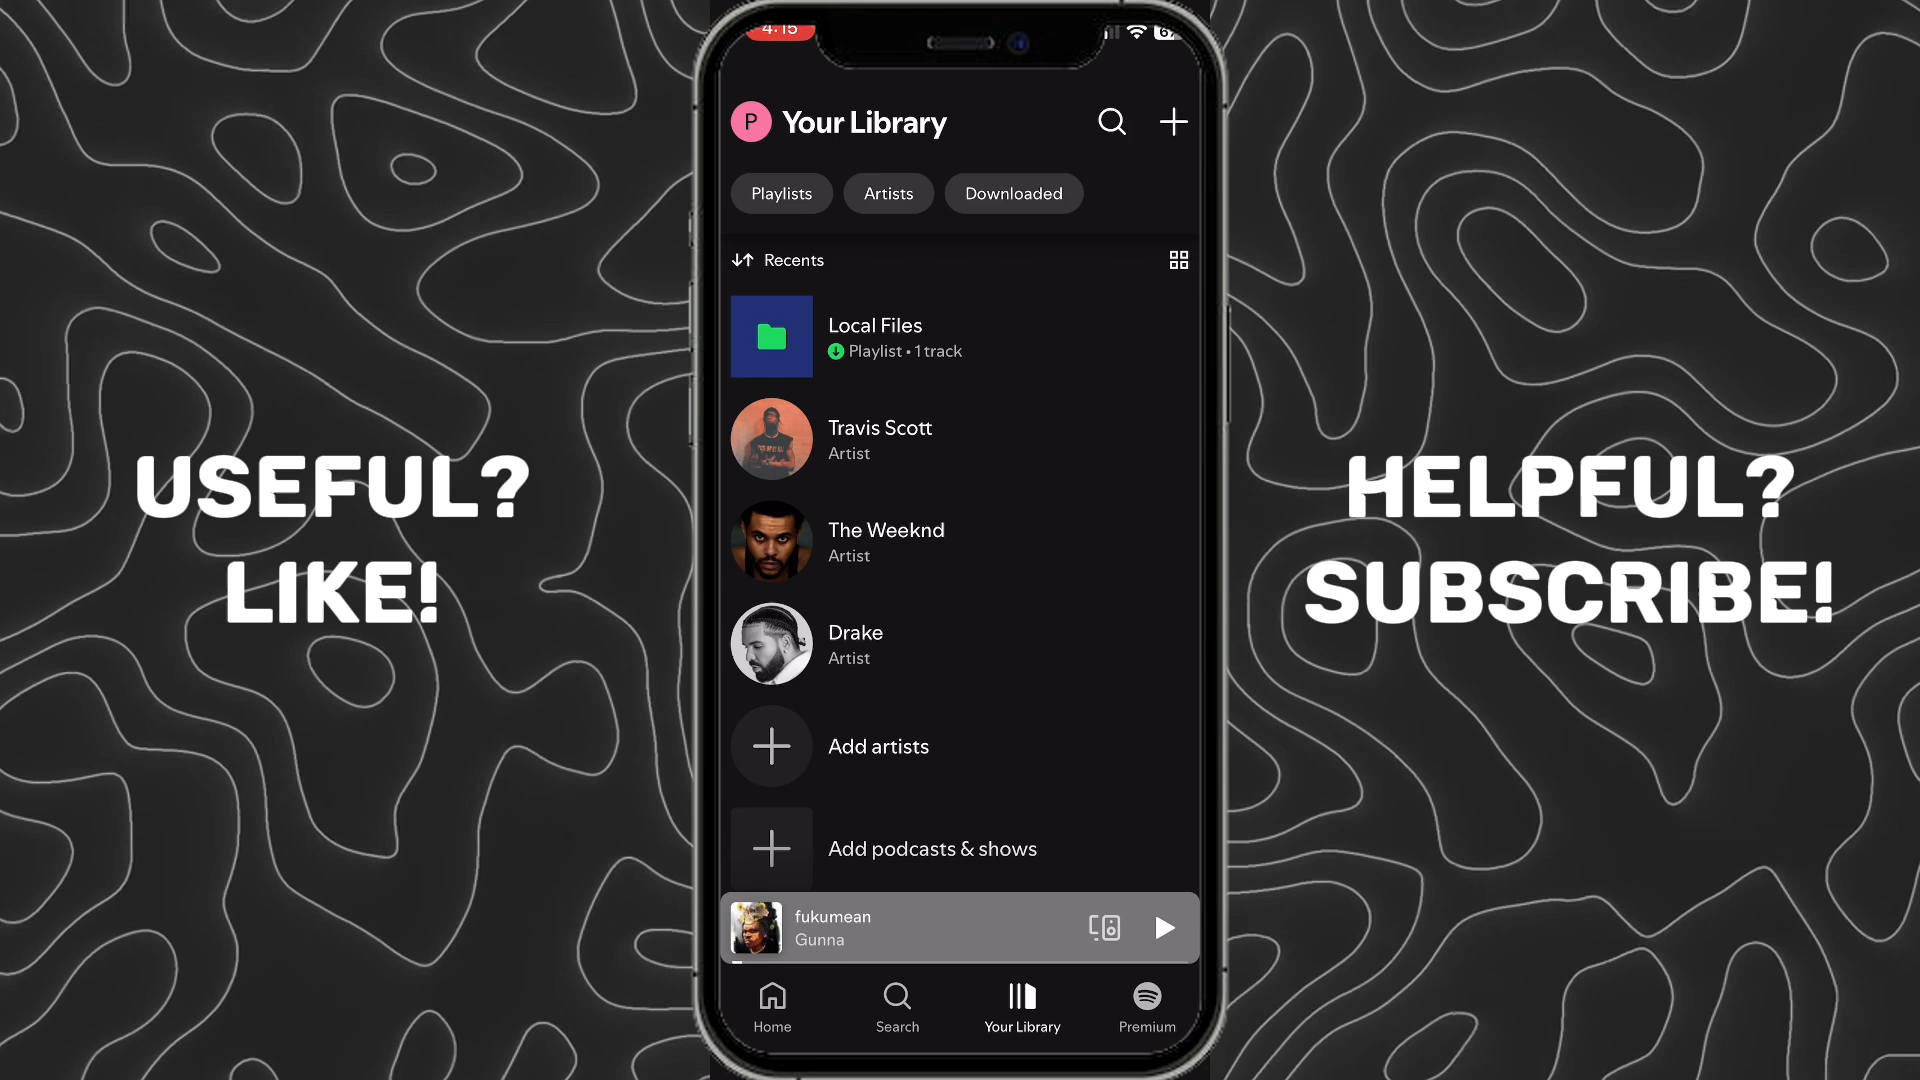 4:15
67
P
Your Library
Playlists
Artists
Downloaded
Recents
Local Files
Playlist • 1 track
Travis Scott
Artist
The Weeknd
Artist
Drake
Artist
Add artists
Add podcasts & shows
fukumean
Gunna
Home
Search
Your Library
Premium
USEFUL?
LIKE!
HELPFUL?
SUBSCRIBE!